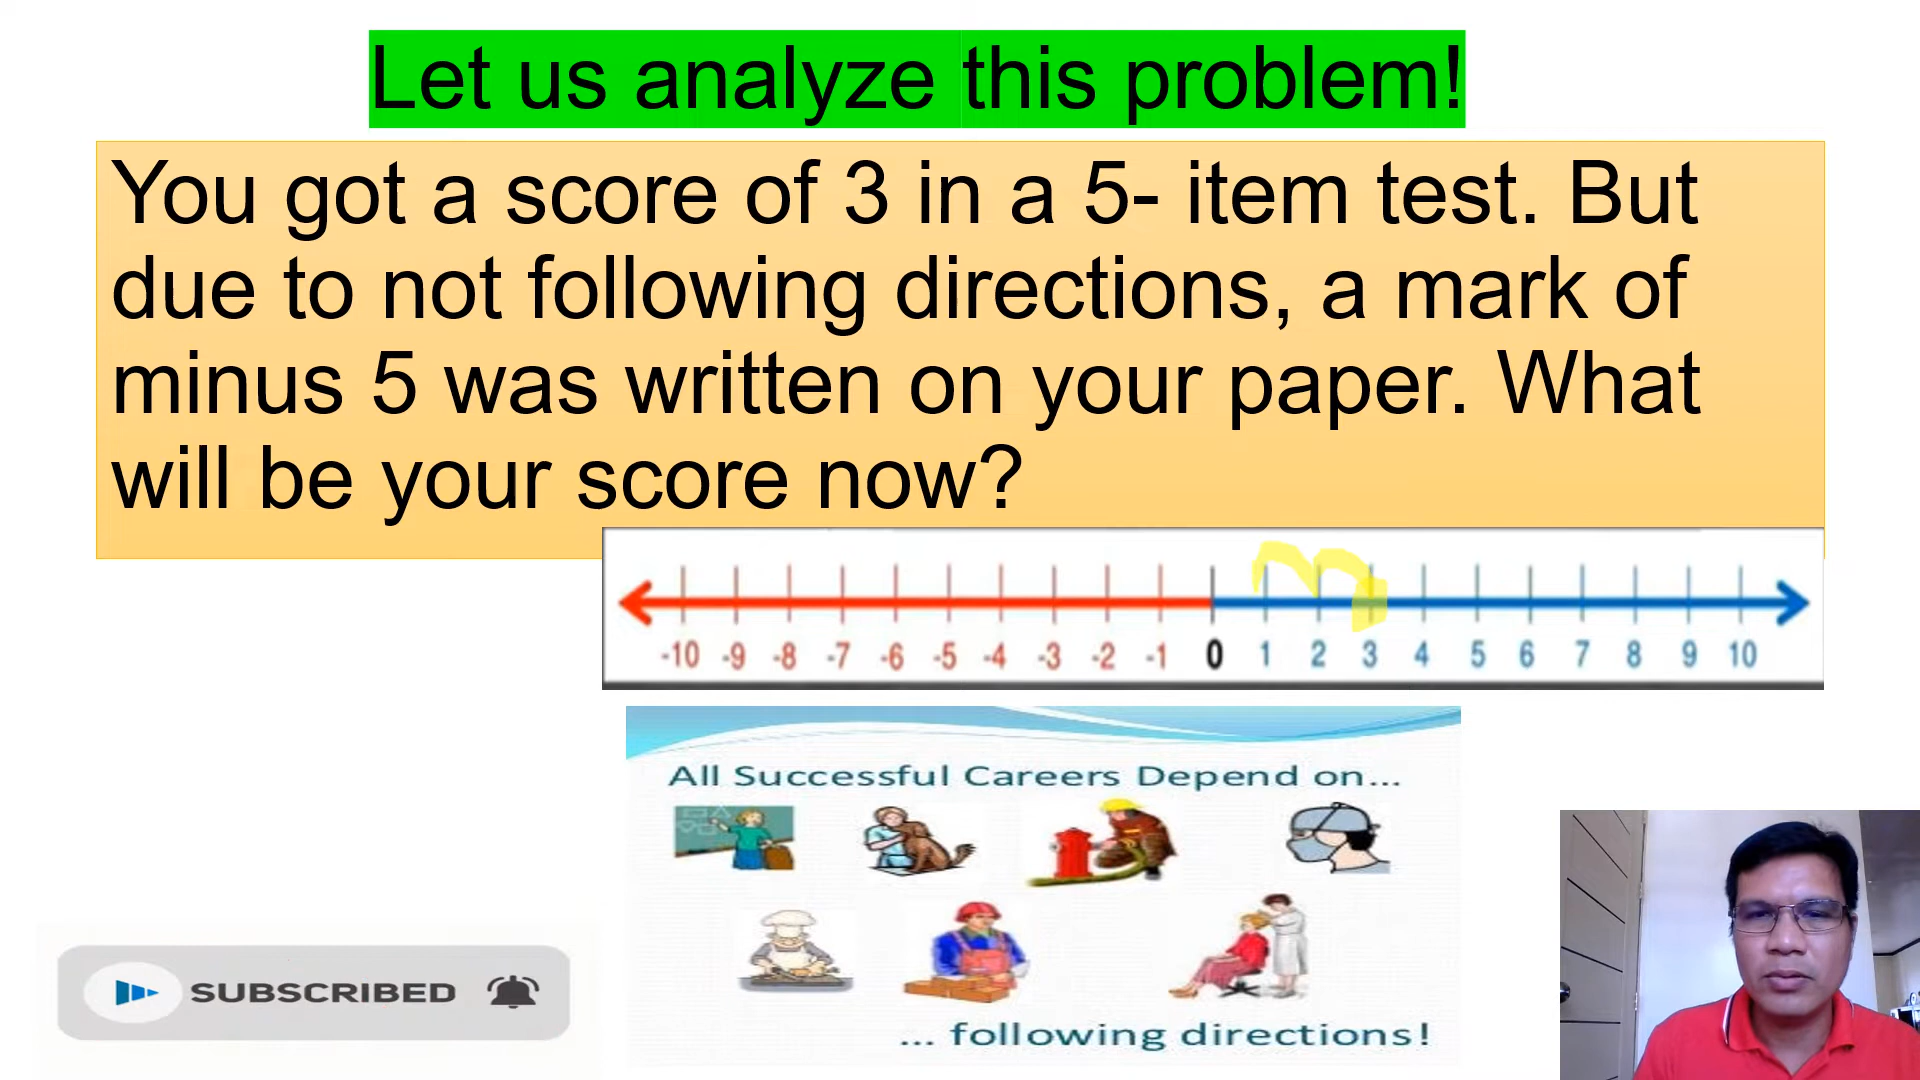 Let us analyze this problem!
You got a score of 3 in a 5- item test. But
due to not following directions, a mark of
minus 5 was written on your paper. What
will be your score now?
-10 -9 -8 -7 -6 -5 -4 -3 -2 -1 0 1 2 3 4 5 6 7 8 9 10
All Successful Careers Depend on...
... following directions!
SUBSCRIBED